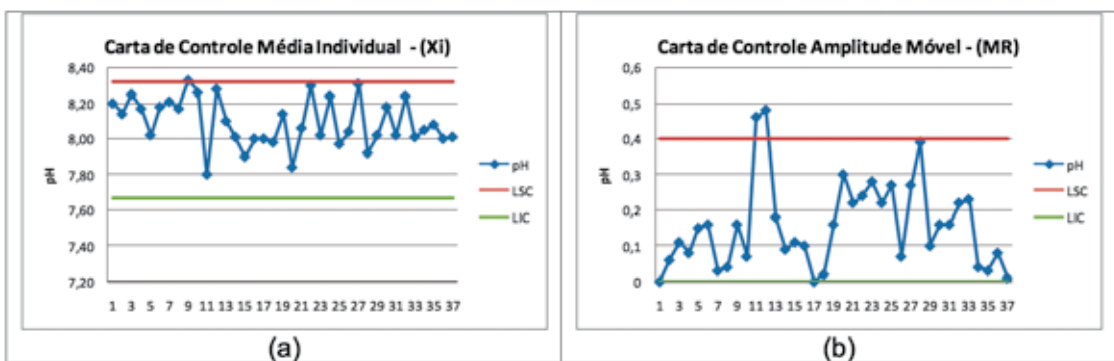 Carta de Controle Média Individual - (Xi)
8,40
8,20
8,00
7,80
7,60
7,40
7,20
pH
1 3 5 7 9 11 13 15 17 19 21 23 25 27 29 31 33 35 37
pH
LSC
LIC
(a)
Carta de Controle Amplitude Móvel - (MR)
0,6
0,5
0,4
0,3
0,2
0,1
0
pH
1 3 5 7 9 11 13 15 17 19 21 23 25 27 29 31 33 35 37
pH
LSC
LIC
(b)